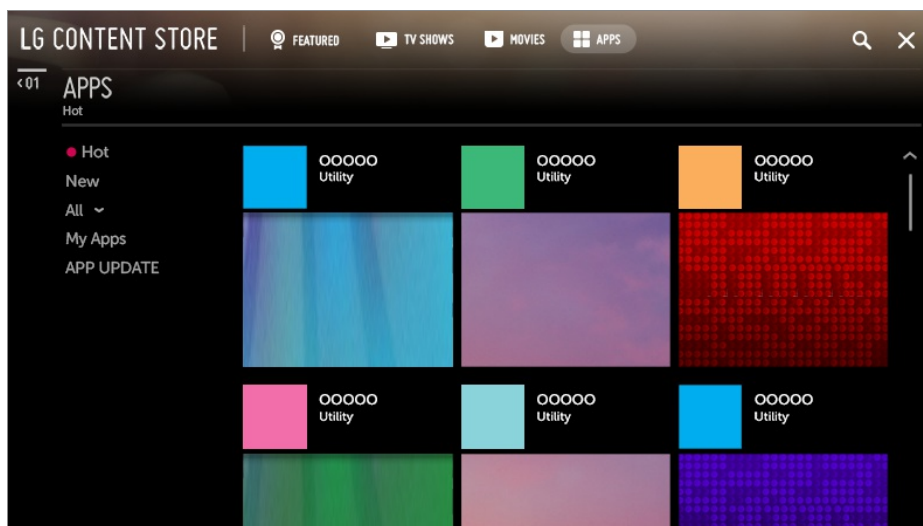 LG CONTENT STORE
FEATURED
TV SHOWS
MOVIES
APPS
<01
APPS
Hot
Hot
New
All
My Apps
APP UPDATE
OOOOO
Utility
OOOOO
Utility
OOOOO
Utility
OOOOO
Utility
OOOOO
Utility
OOOOO
Utility